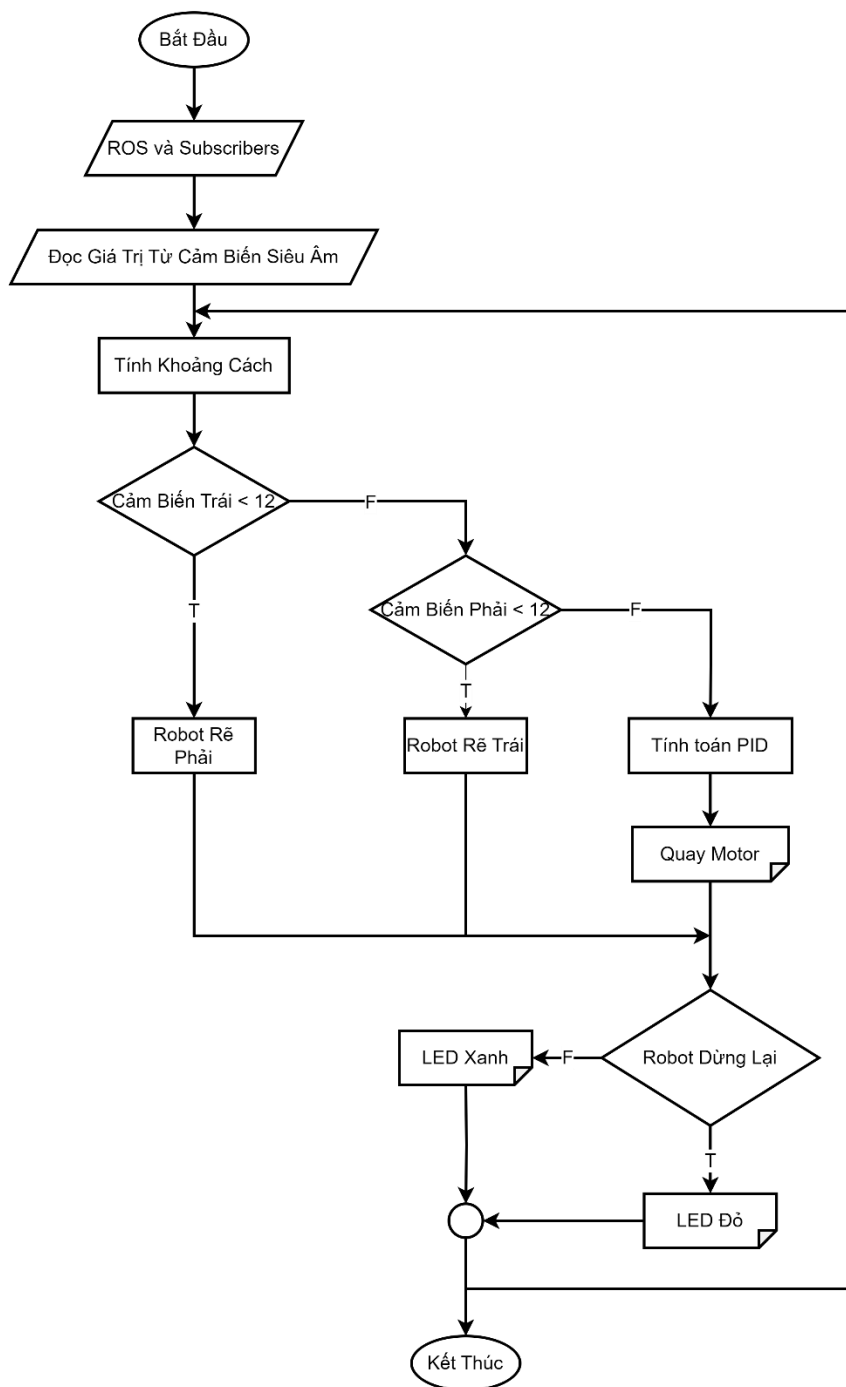 Bắt Đầu
ROS và Subscribers
Đọc Giá Trị Từ Cảm Biến Siêu Âm
Tính Khoảng Cách
Cảm Biến Trái < 12
F
T
Cảm Biến Phải < 12
F
T
Robot Rẽ
Phải
Robot Rẽ Trái
Tính toán PID
Quay Motor
Robot Dừng Lại
F
LED Xanh
T
LED Đỏ
Kết Thúc